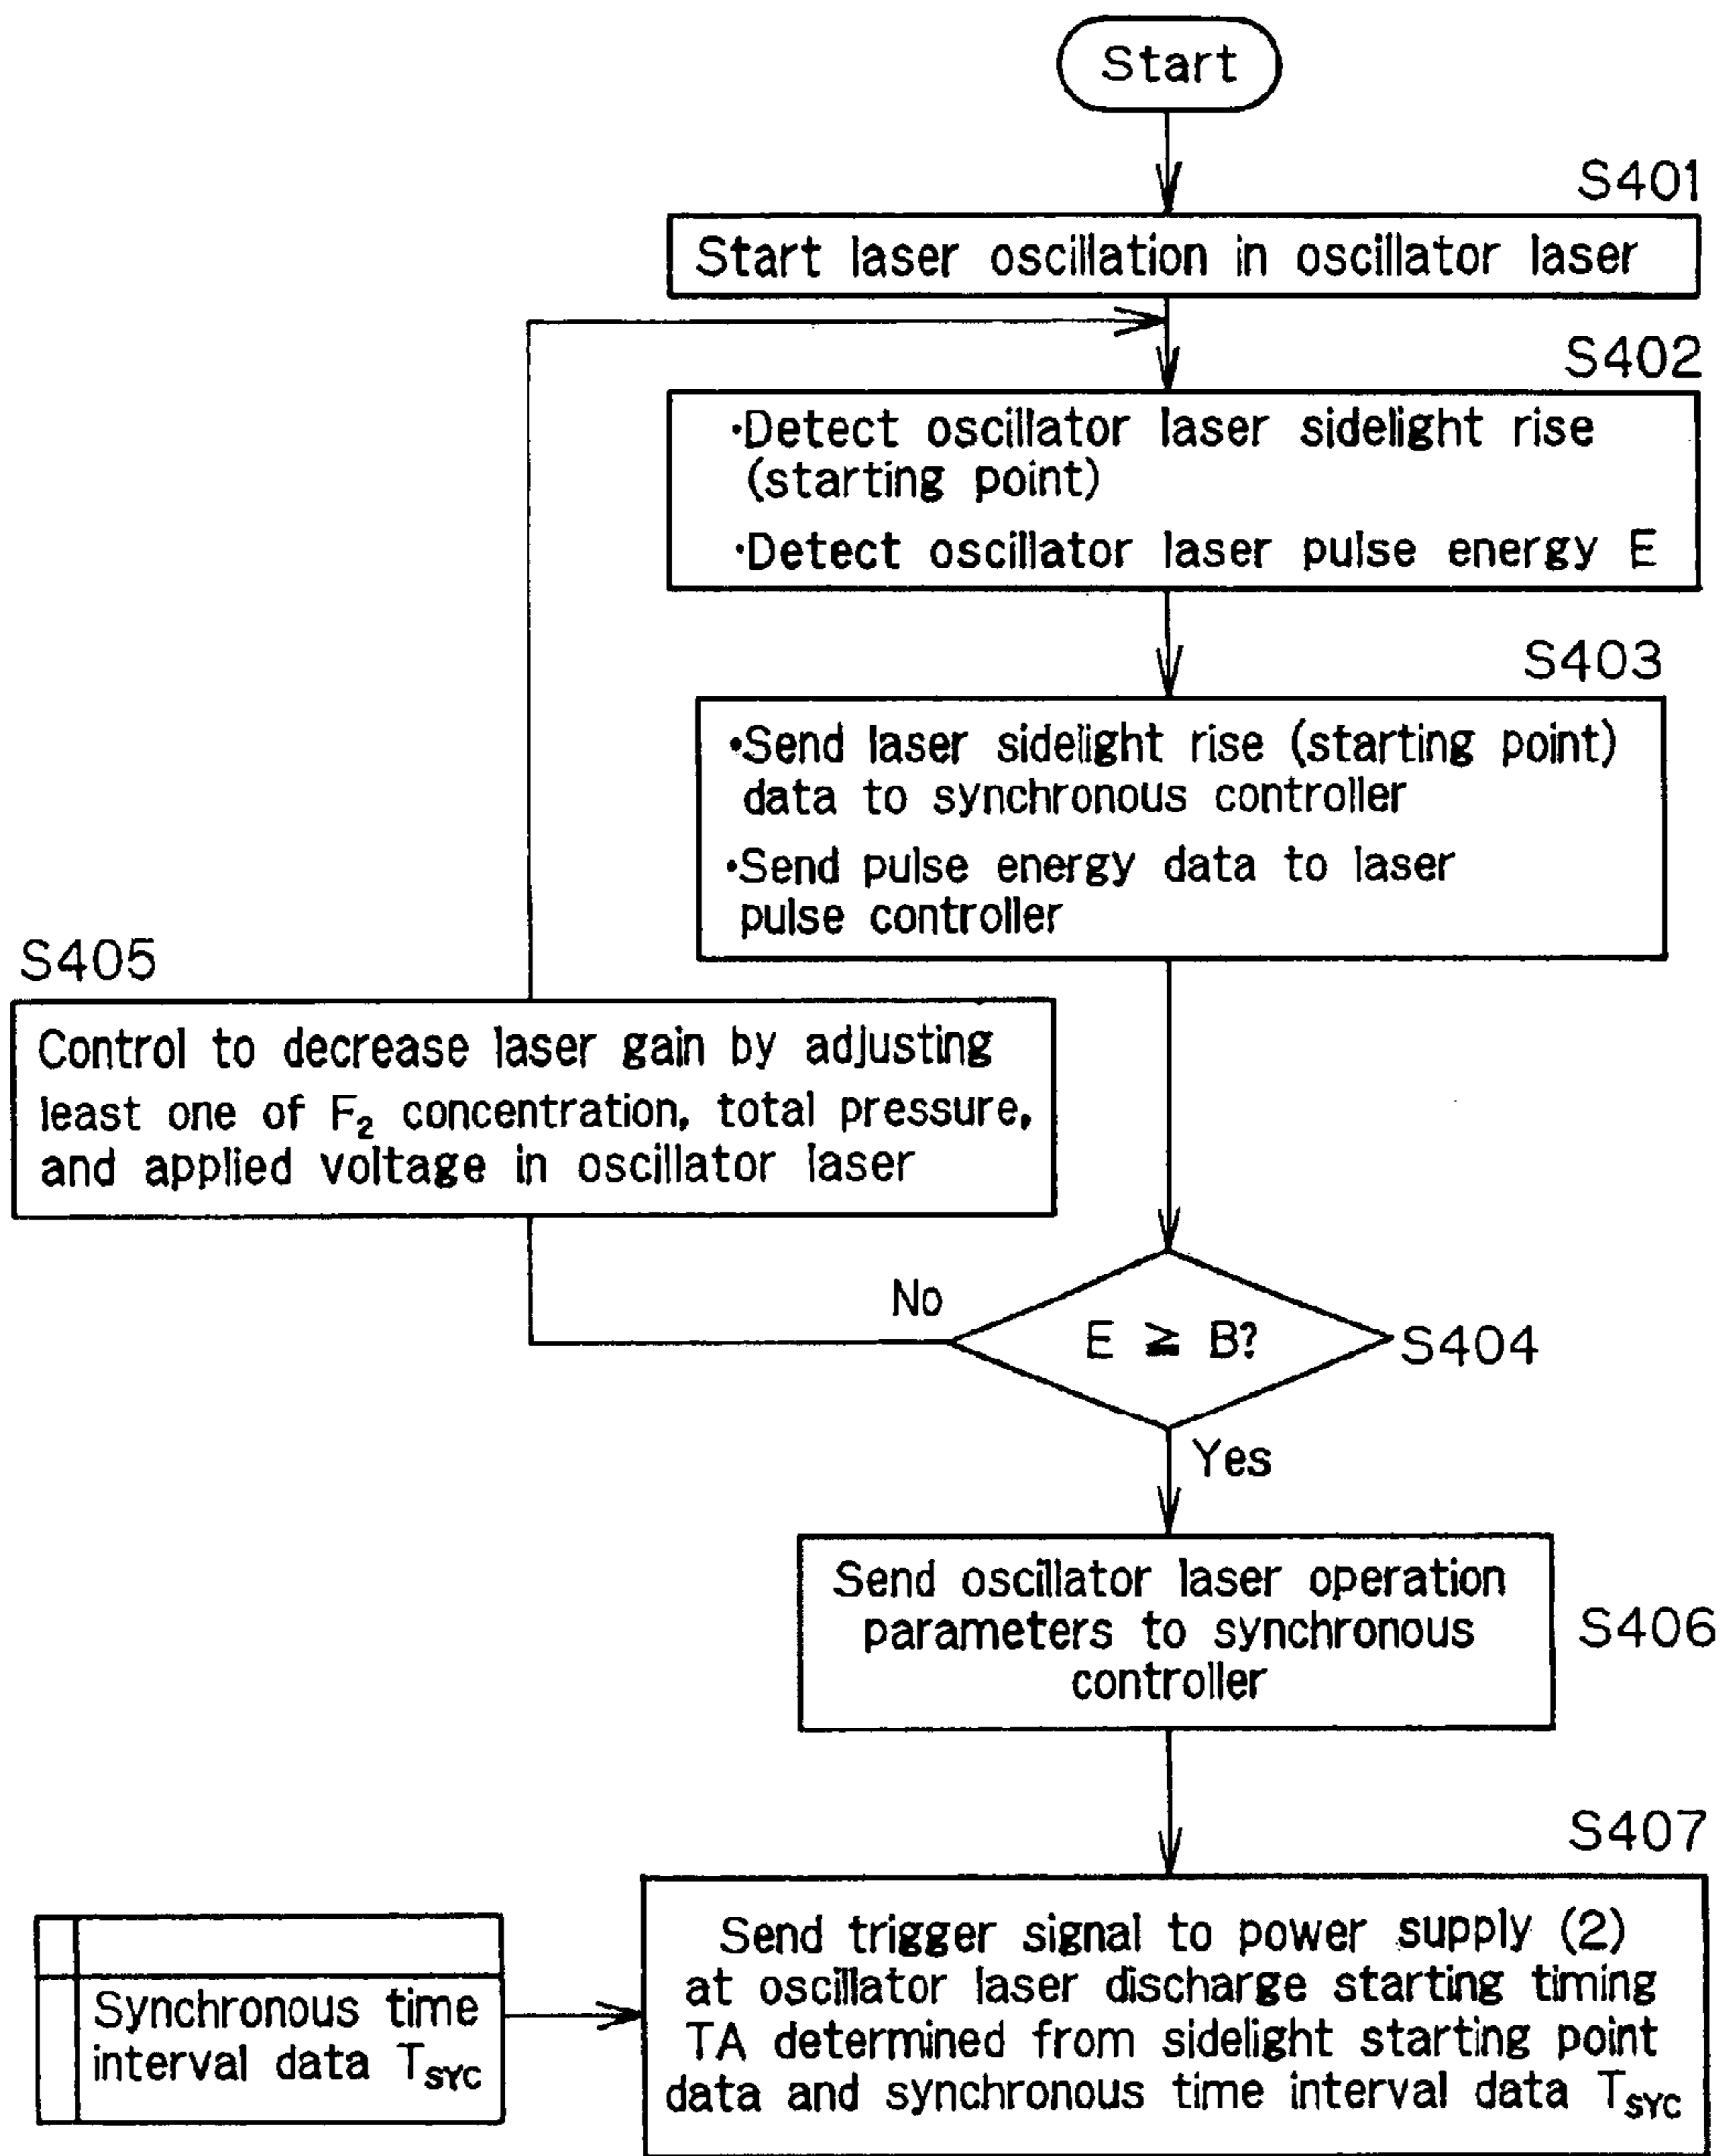 Start
S401
Start laser oscillation in oscillator laser
S402
·Detect oscillator laser sidelight rise
(starting point)
·Detect oscillator laser pulse energy E
S403
·Send laser sidelight rise (starting point)
data to synchronous controller
·Send pulse energy data to laser
pulse controller
S405
Control to decrease laser gain by adjusting
least one of F₂ concentration, total pressure,
and applied voltage in oscillator laser
No
E ≧ B?
S404
Yes
Send oscillator laser operation
parameters to synchronous
controller
S406
S407
Send trigger signal to power supply (2)
at oscillator laser discharge starting timing
TA determined from sidelight starting point
data and synchronous time interval data TSYC
Synchronous time
interval data TSYC